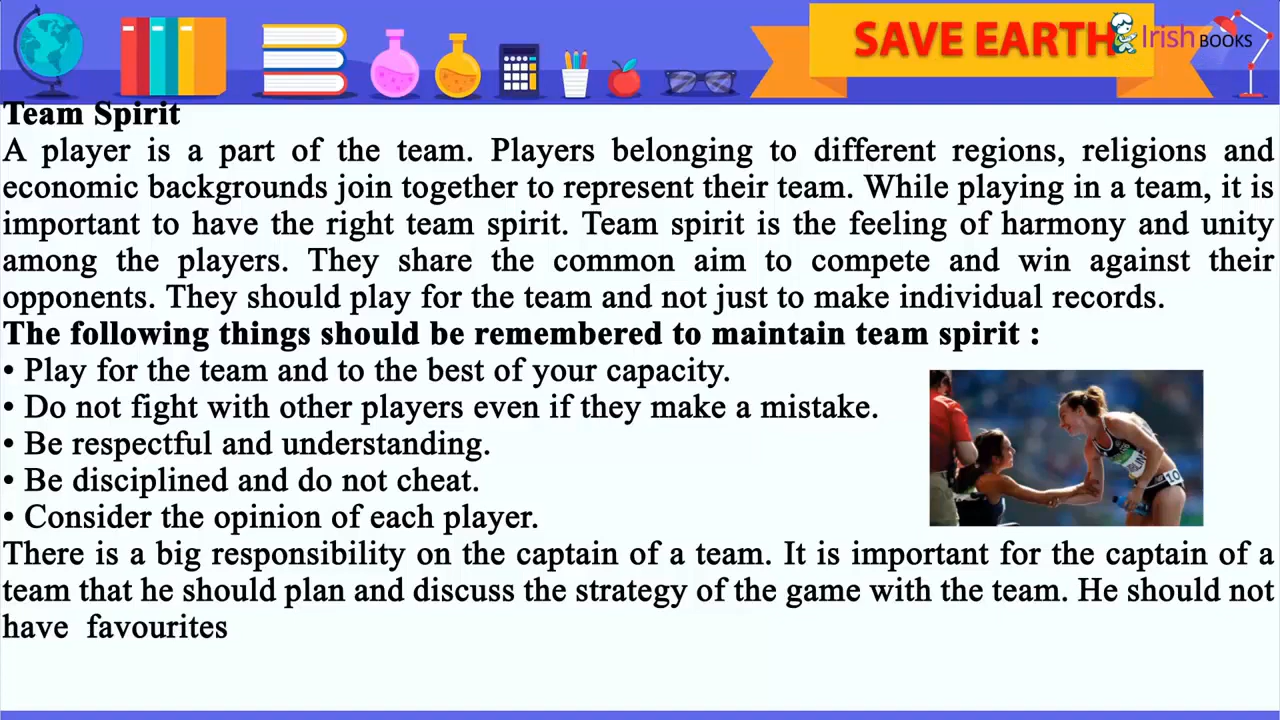 SAVE EARTH
Irish BOOKS
Team Spirit
A player is a part of the team. Players belonging to different regions, religions and
economic backgrounds join together to represent their team. While playing in a team, it is
important to have the right team spirit. Team spirit is the feeling of harmony and unity
among the players. They share the common aim to compete and win against their
opponents. They should play for the team and not just to make individual records.
The following things should be remembered to maintain team spirit :
• Play for the team and to the best of your capacity.
• Do not fight with other players even if they make a mistake.
• Be respectful and understanding.
• Be disciplined and do not cheat.
• Consider the opinion of each player.
There is a big responsibility on the captain of a team. It is important for the captain of a
team that he should plan and discuss the strategy of the game with the team. He should not
have favourites